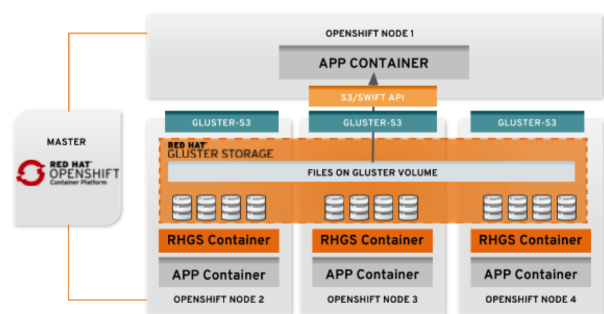 OPENSHIFT NODE 1
APP CONTAINER
S3/SWIFT API
GLUSTER-S3
GLUSTER-S3
GLUSTER-S3
MASTER
RED HAT
OPENSHIFT
Container Platform
RED HAT
GLUSTER STORAGE
FILES ON GLUSTER VOLUME
RHGS Container
RHGS Container
RHGS Container
APP Container
APP Container
APP Container
OPENSHIFT NODE 2
OPENSHIFT NODE 3
OPENSHIFT NODE 4